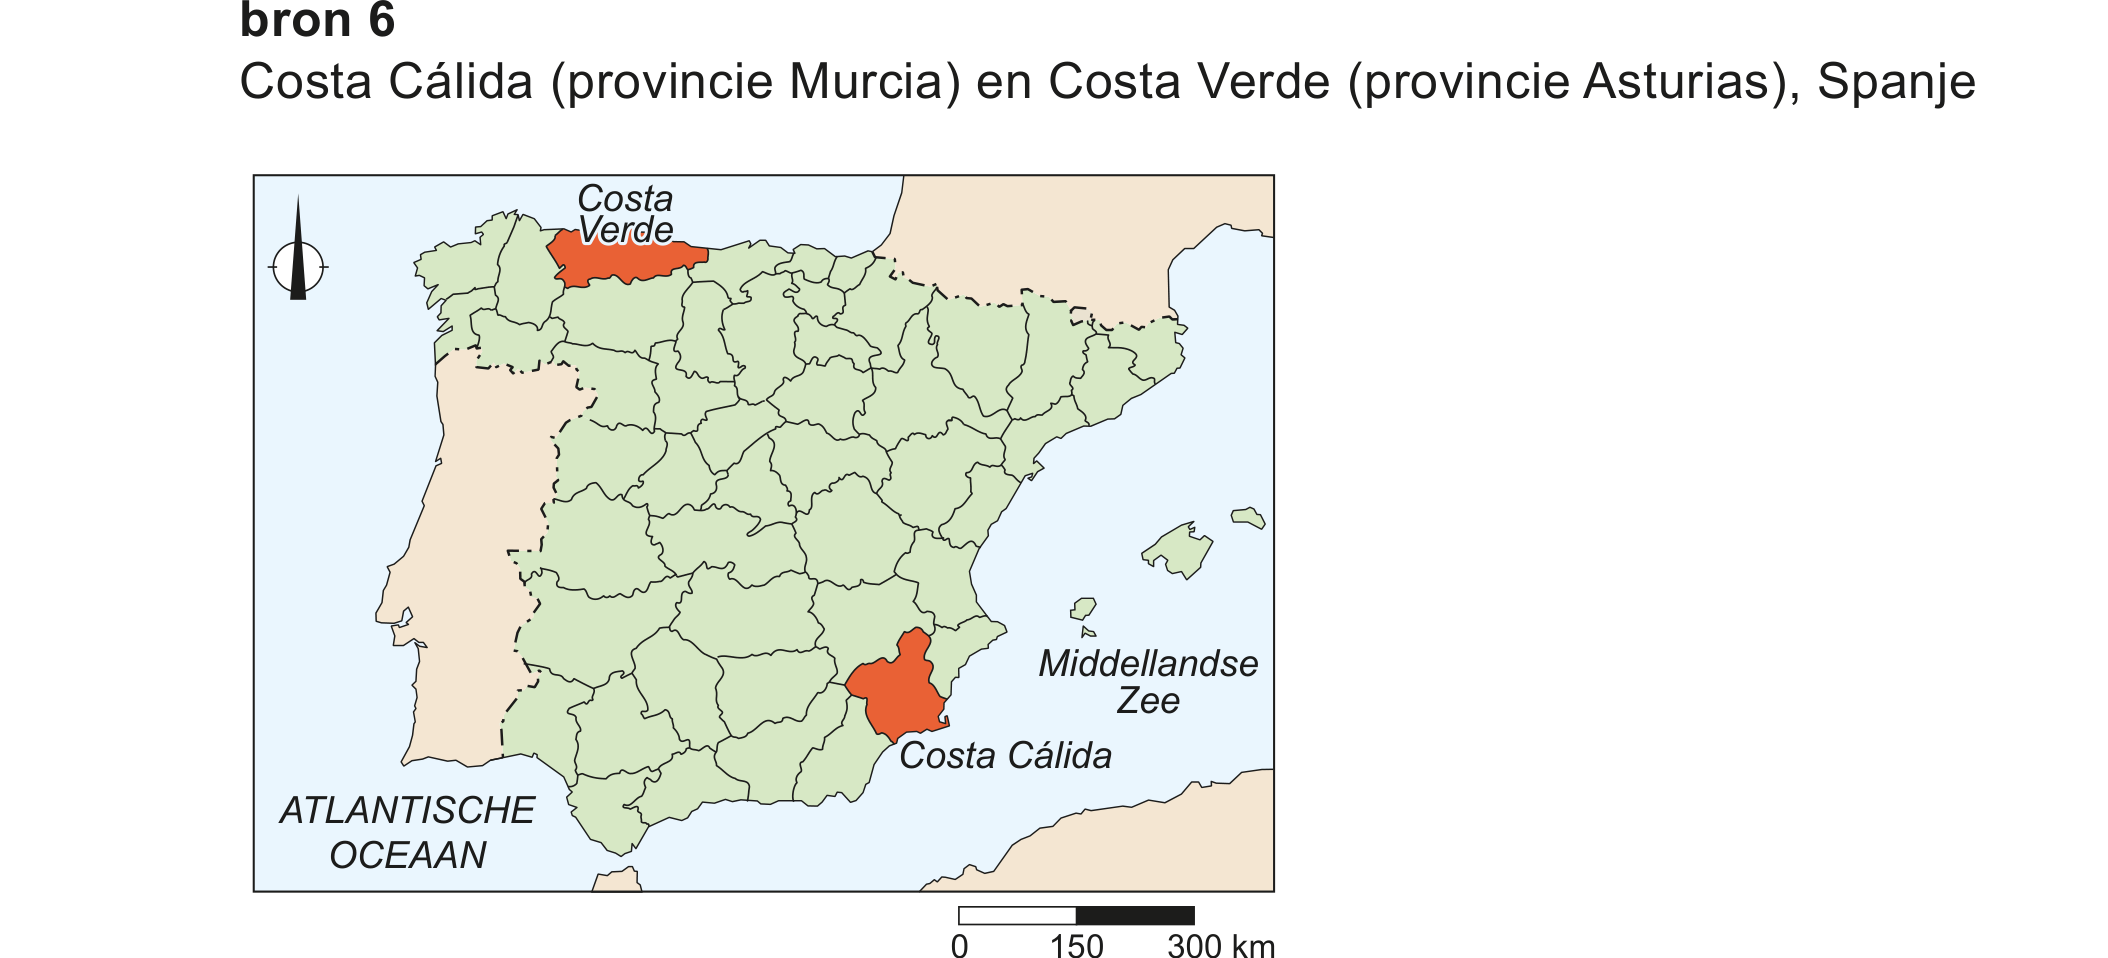 bron 6
Costa Cálida (provincie Murcia) en Costa Verde (provincie Asturias), Spanje
Costa
Verde
Middellandse
Zee
Costa Cálida
ATLANTISCHE
OCEAAN
0 150 300 km